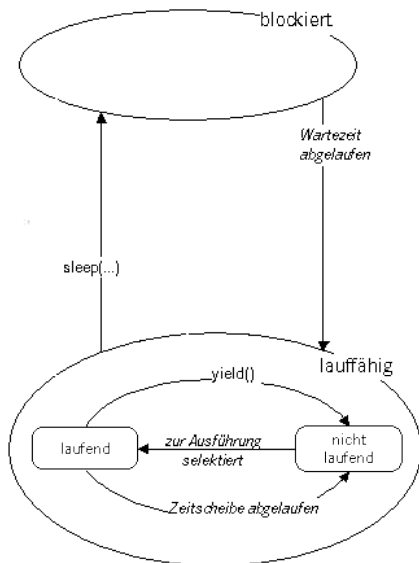 blockiert
Wartezeit
abgelaufen
sleep(...)
lauffähig
yield()
laufend
zur Ausführung
selektiert
nicht
laufend
Zeitscheibe abgelaufen